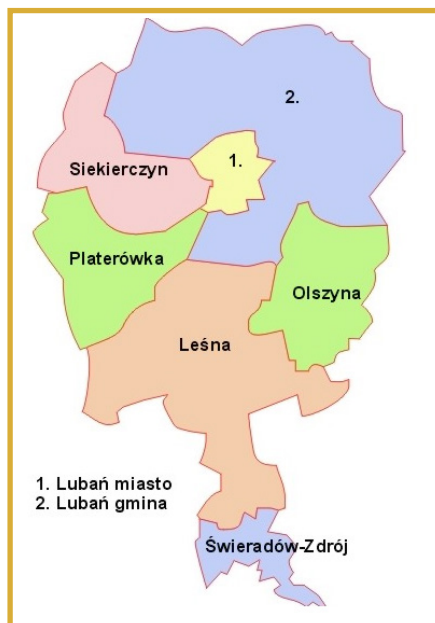 2.
1.
Siekierczyn
Platerówka
Olszyna
Leśna
1. Lubań miasto
2. Lubań gmina
Świeradów-Zdrój